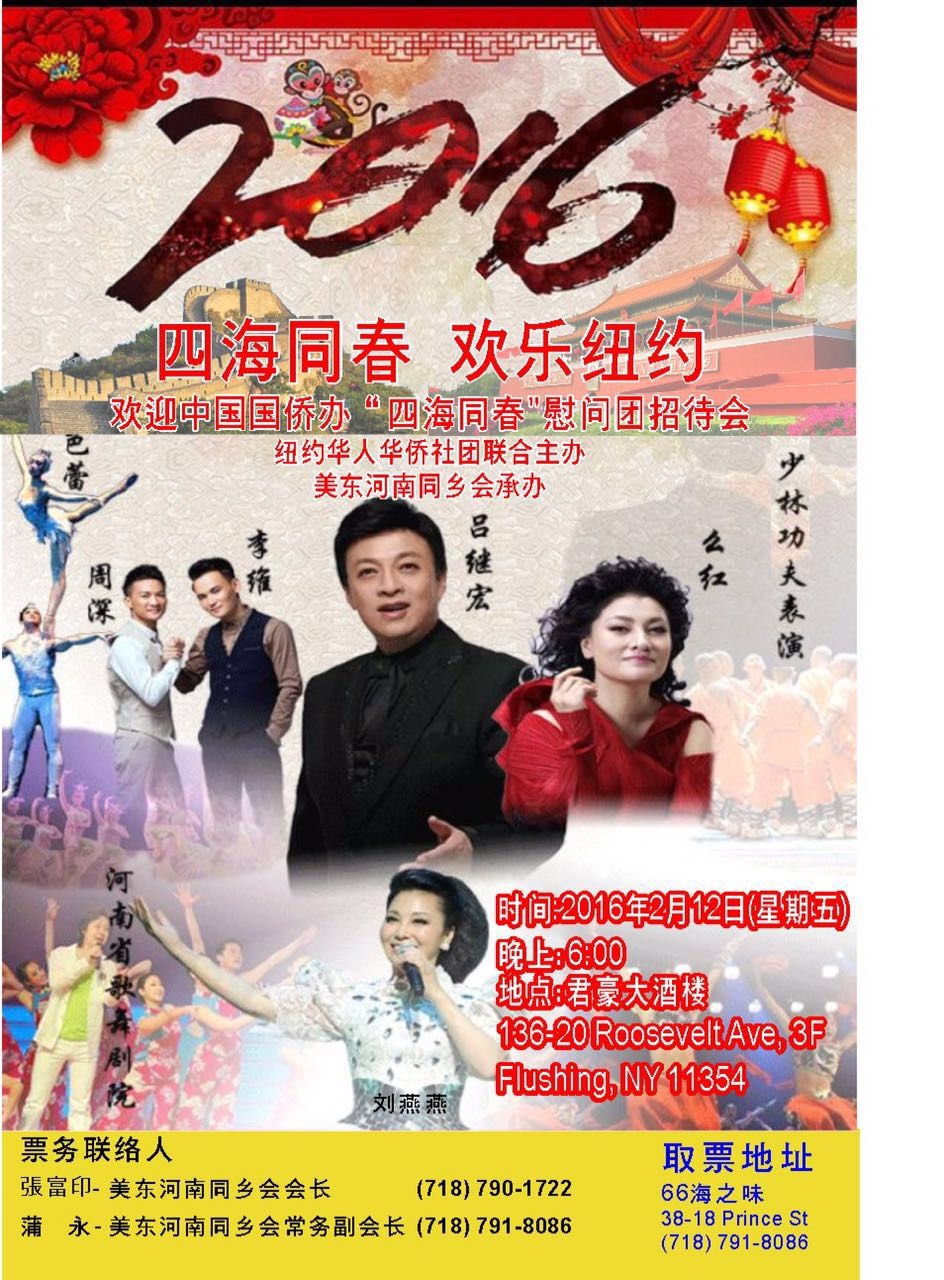 2016
四海同春 欢乐纽约
欢迎中国国侨办“四海同春"慰问团招待会
纽约华人华侨社团联合主办
美东河南同乡会承办
芭蕾
周深
李维
吕继宏
么红
少林功夫表演
河南省歌舞剧院
刘燕燕
时间:2016年2月12日(星期五)
晚上:6:00
地点:君豪大酒楼
136-20 Roosevelt Ave, 3F
Flushing, NY 11354
票务联络人
張富印- 美东河南同乡会会长 (718) 790-1722
蒲 永- 美东河南同乡会常务副会长 (718) 791-8086
取票地址
66海之味
38-18 Prince St
(718) 791-8086